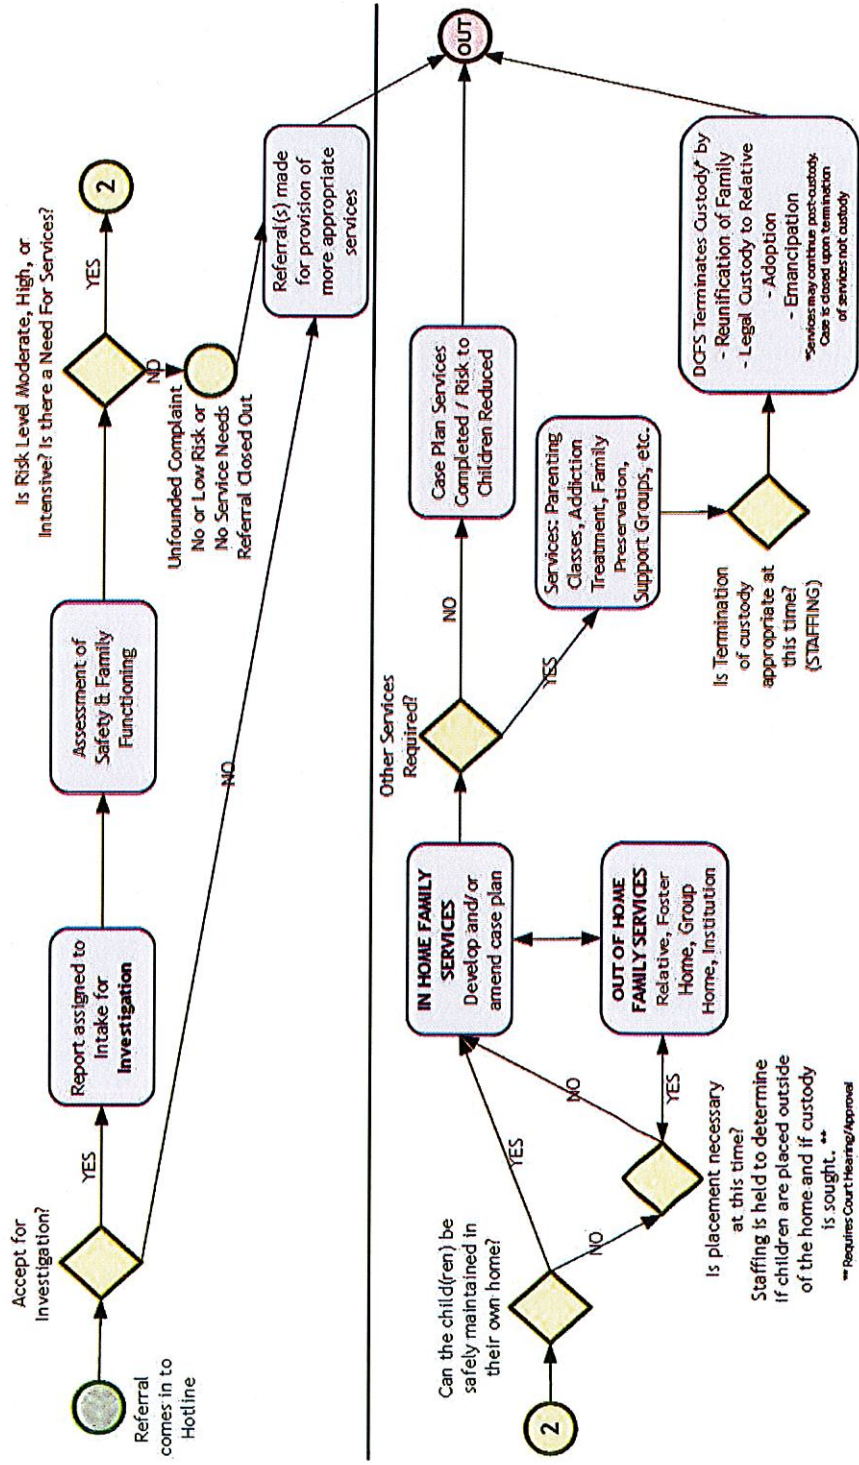 Referral
comes in to
Hotline
Accept for
Investigation?
YES
NO
Report assigned to
Intake for
Investigation
Assessment of
Safety & Family
Functioning
Is Risk Level Moderate, High, or
Intensive? Is there a Need For Services?
YES
2
NO
Unfounded Complaint
No or Low Risk or
No Service Needs
Referral Closed Out
Referral(s) made
for provision of
more appropriate
services
OUT
2
Can the child(ren) be
safely maintained in
their own home?
YES
NO
Is placement necessary
at this time?
Staffing is held to determine
if children are placed outside
of the home and if custody
is sought. **
** Requires Court Hearing/Approval
NO
YES
IN HOME FAMILY
SERVICES
Develop and/or
amend case plan
OUT OF HOME
FAMILY SERVICES
Relative, Foster
Home, Group
Home, Institution
Other Services
Required?
NO
YES
Case Plan Services
Completed / Risk to
Children Reduced
Services: Parenting
Classes, Addiction
Treatment, Family
Preservation,
Support Groups, etc.
Is Termination
of custody
appropriate at
this time?
(STAFFING)
DCFS Terminates Custody* by
- Reunification of Family
- Legal Custody to Relative
- Adoption
- Emancipation
*Services may continue post-custody.
Case is closed upon termination
of services not custody